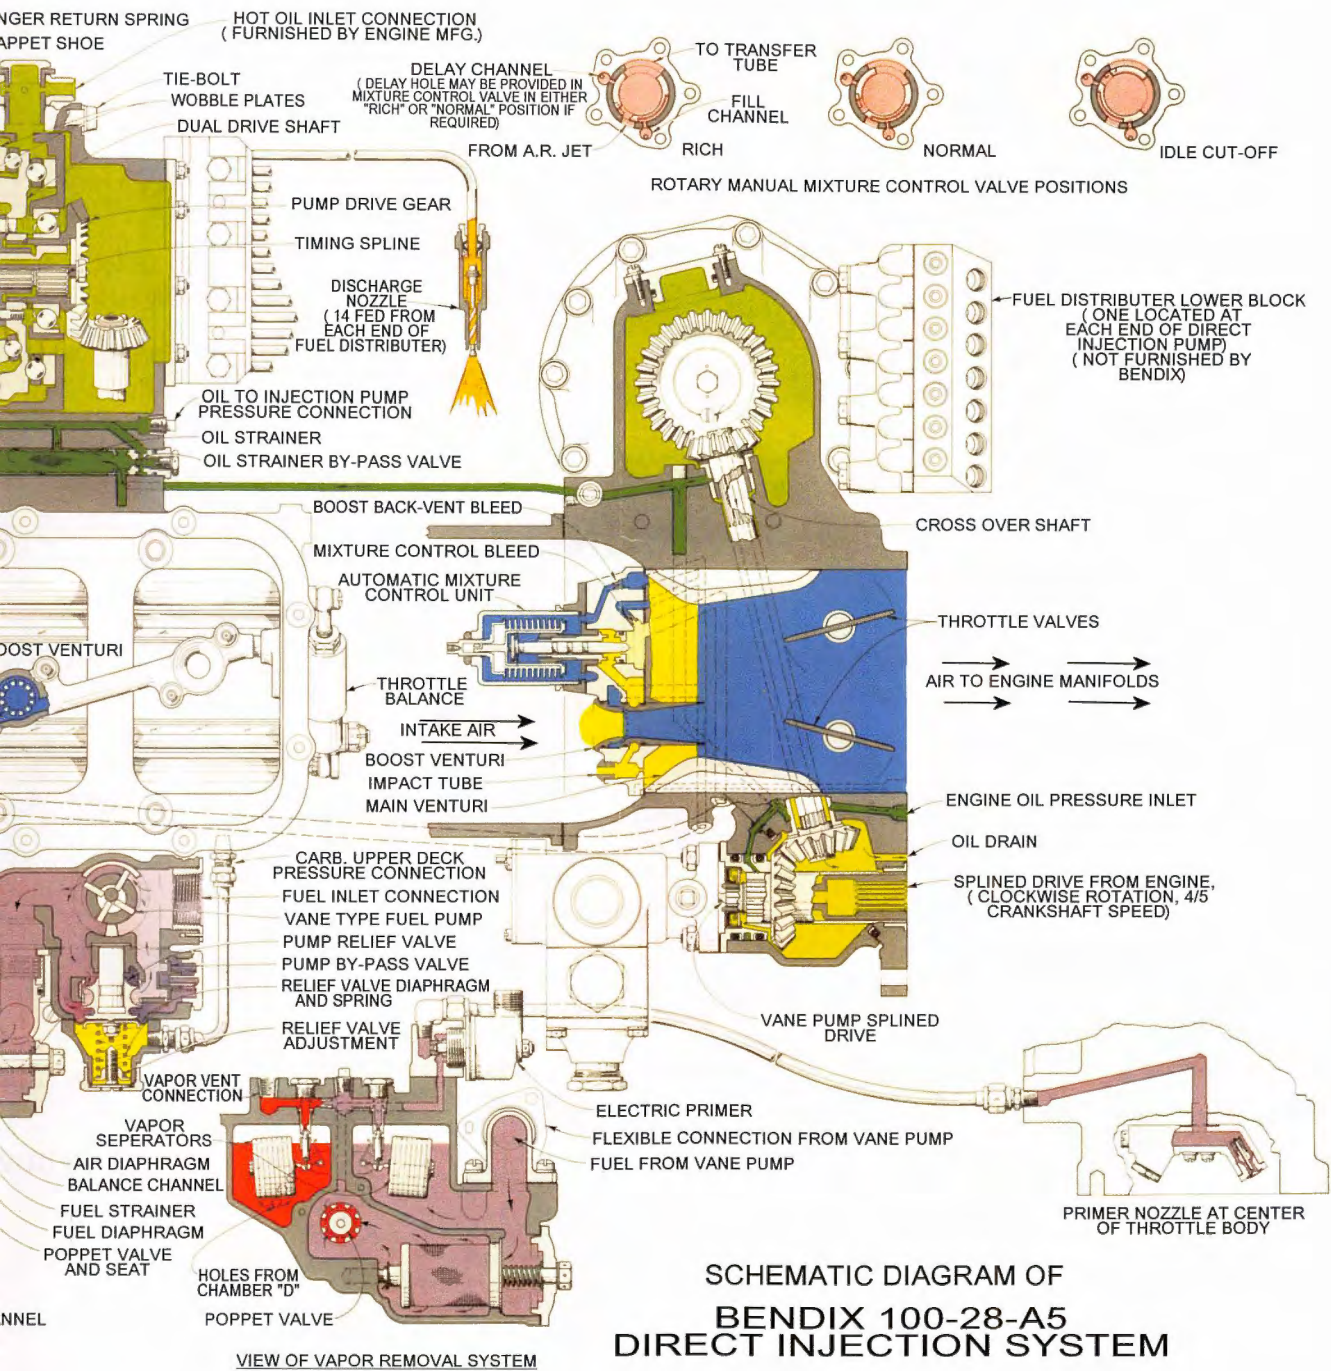 NGER RETURN SPRING
APPET SHOE
HOT OIL INLET CONNECTION
( FURNISHED BY ENGINE MFG.)
TIE-BOLT
WOBBLE PLATES
DUAL DRIVE SHAFT
DELAY CHANNEL
( DELAY HOLE MAY BE PROVIDED IN
MIXTURE CONTROL VALVE IN EITHER
"RICH" OR "NORMAL" POSITION IF
REQUIRED)
TO TRANSFER
TUBE
FILL
CHANNEL
FROM A.R. JET
RICH
NORMAL
IDLE CUT-OFF
ROTARY MANUAL MIXTURE CONTROL VALVE POSITIONS
PUMP DRIVE GEAR
TIMING SPLINE
DISCHARGE
NOZZLE
( 14 FED FROM
EACH END OF
FUEL DISTRIBUTER)
FUEL DISTRIBUTER LOWER BLOCK
( ONE LOCATED AT
EACH END OF DIRECT
INJECTION PUMP)
( NOT FURNISHED BY
BENDIX)
OIL TO INJECTION PUMP
PRESSURE CONNECTION
OIL STRAINER
OIL STRAINER BY-PASS VALVE
BOOST BACK-VENT BLEED
CROSS OVER SHAFT
MIXTURE CONTROL BLEED
AUTOMATIC MIXTURE
CONTROL UNIT
THROTTLE VALVES
OOST VENTURI
THROTTLE
BALANCE
AIR TO ENGINE MANIFOLDS
INTAKE AIR
BOOST VENTURI
IMPACT TUBE
MAIN VENTURI
ENGINE OIL PRESSURE INLET
OIL DRAIN
SPLINED DRIVE FROM ENGINE,
( CLOCKWISE ROTATION, 4/5
CRANKSHAFT SPEED)
CARB. UPPER DECK
PRESSURE CONNECTION
FUEL INLET CONNECTION
VANE TYPE FUEL PUMP
PUMP RELIEF VALVE
PUMP BY-PASS VALVE
RELIEF VALVE DIAPHRAGM
AND SPRING
RELIEF VALVE
ADJUSTMENT
VANE PUMP SPLINED
DRIVE
VAPOR VENT
CONNECTION
VAPOR
SEPERATORS
AIR DIAPHRAGM
BALANCE CHANNEL
FUEL STRAINER
FUEL DIAPHRAGM
POPPET VALVE
AND SEAT
HOLES FROM
CHAMBER "D"
NNEL
POPPET VALVE
ELECTRIC PRIMER
FLEXIBLE CONNECTION FROM VANE PUMP
FUEL FROM VANE PUMP
PRIMER NOZZLE AT CENTER
OF THROTTLE BODY
VIEW OF VAPOR REMOVAL SYSTEM
SCHEMATIC DIAGRAM OF
BENDIX 100-28-A5
DIRECT INJECTION SYSTEM